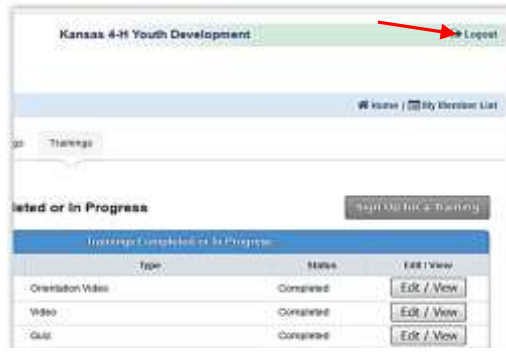 Kansas 4-H Youth Development
Logout
Home | My Member List
gs Trainings
leted or In Progress
Sign Up for a Training
Trainings Completed or In Progress
Type Status Edit / View
Orientation Video Completed Edit / View
Video Completed Edit / View
Quiz Completed Edit / View